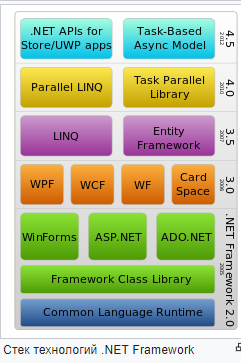 .NET APIs for
Store/UWP apps
Task-Based
Async Model
4.5
2012
Parallel LINQ
Task Parallel
Library
4.0
2010
LINQ
Entity
Framework
3.5
2007
WPF
WCF
WF
Card
Space
3.0
2006
WinForms
ASP.NET
ADO.NET
Framework Class Library
Common Language Runtime
.NET Framework 2.0
2005
Стек технологий .NET Framework